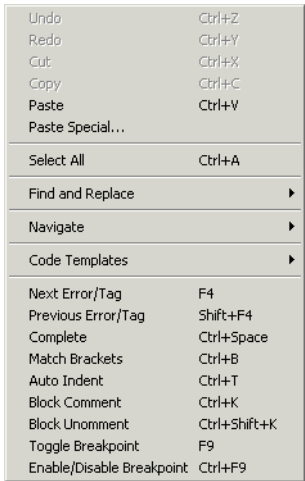 Undo Ctrl+Z
Redo Ctrl+Y
Cut Ctrl+X
Copy Ctrl+C
Paste Ctrl+V
Paste Special...
Select All Ctrl+A
Find and Replace
Navigate
Code Templates
Next Error/Tag F4
Previous Error/Tag Shift+F4
Complete Ctrl+Space
Match Brackets Ctrl+B
Auto Indent Ctrl+T
Block Comment Ctrl+K
Block Unomment Ctrl+Shift+K
Toggle Breakpoint F9
Enable/Disable Breakpoint Ctrl+F9